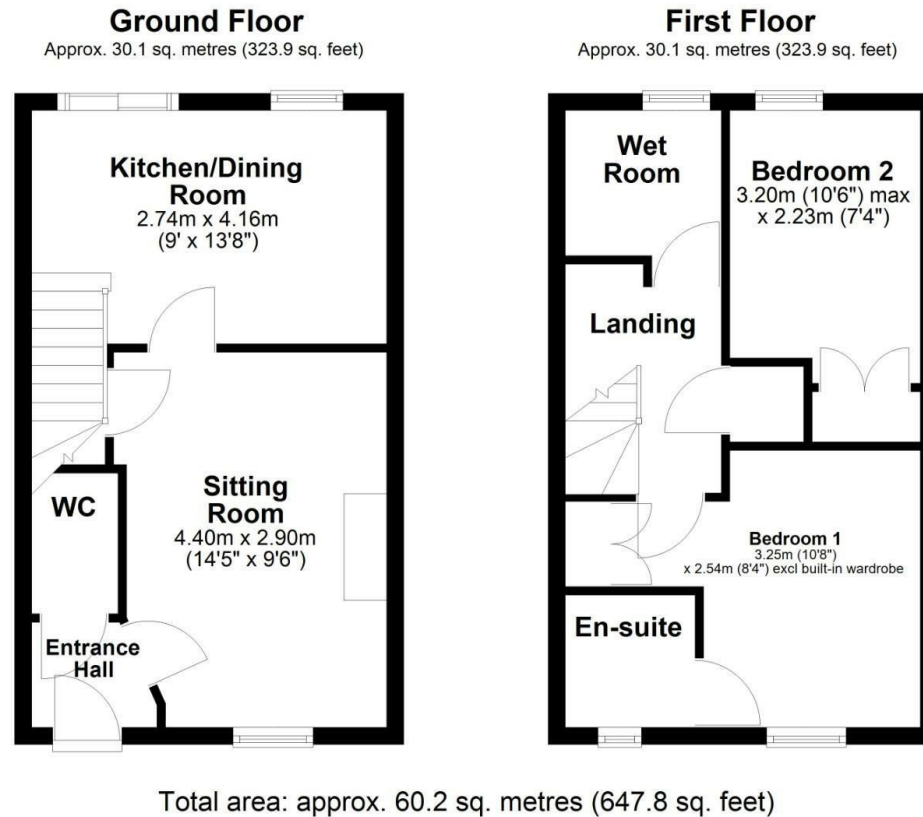 Ground Floor
Approx. 30.1 sq. metres (323.9 sq. feet)
Kitchen/Dining
Room
2.74m x 4.16m
(9' x 13'8")
WC
Sitting
Room
4.40m x 2.90m
(14'5" x 9'6")
Entrance
Hall
First Floor
Approx. 30.1 sq. metres (323.9 sq. feet)
Wet
Room
Bedroom 2
3.20m (10'6") max
x 2.23m (7'4")
Landing
Bedroom 1
3.25m (10'8")
x 2.54m (8'4") excl built-in wardrobe
En-suite
Total area: approx. 60.2 sq. metres (647.8 sq. feet)